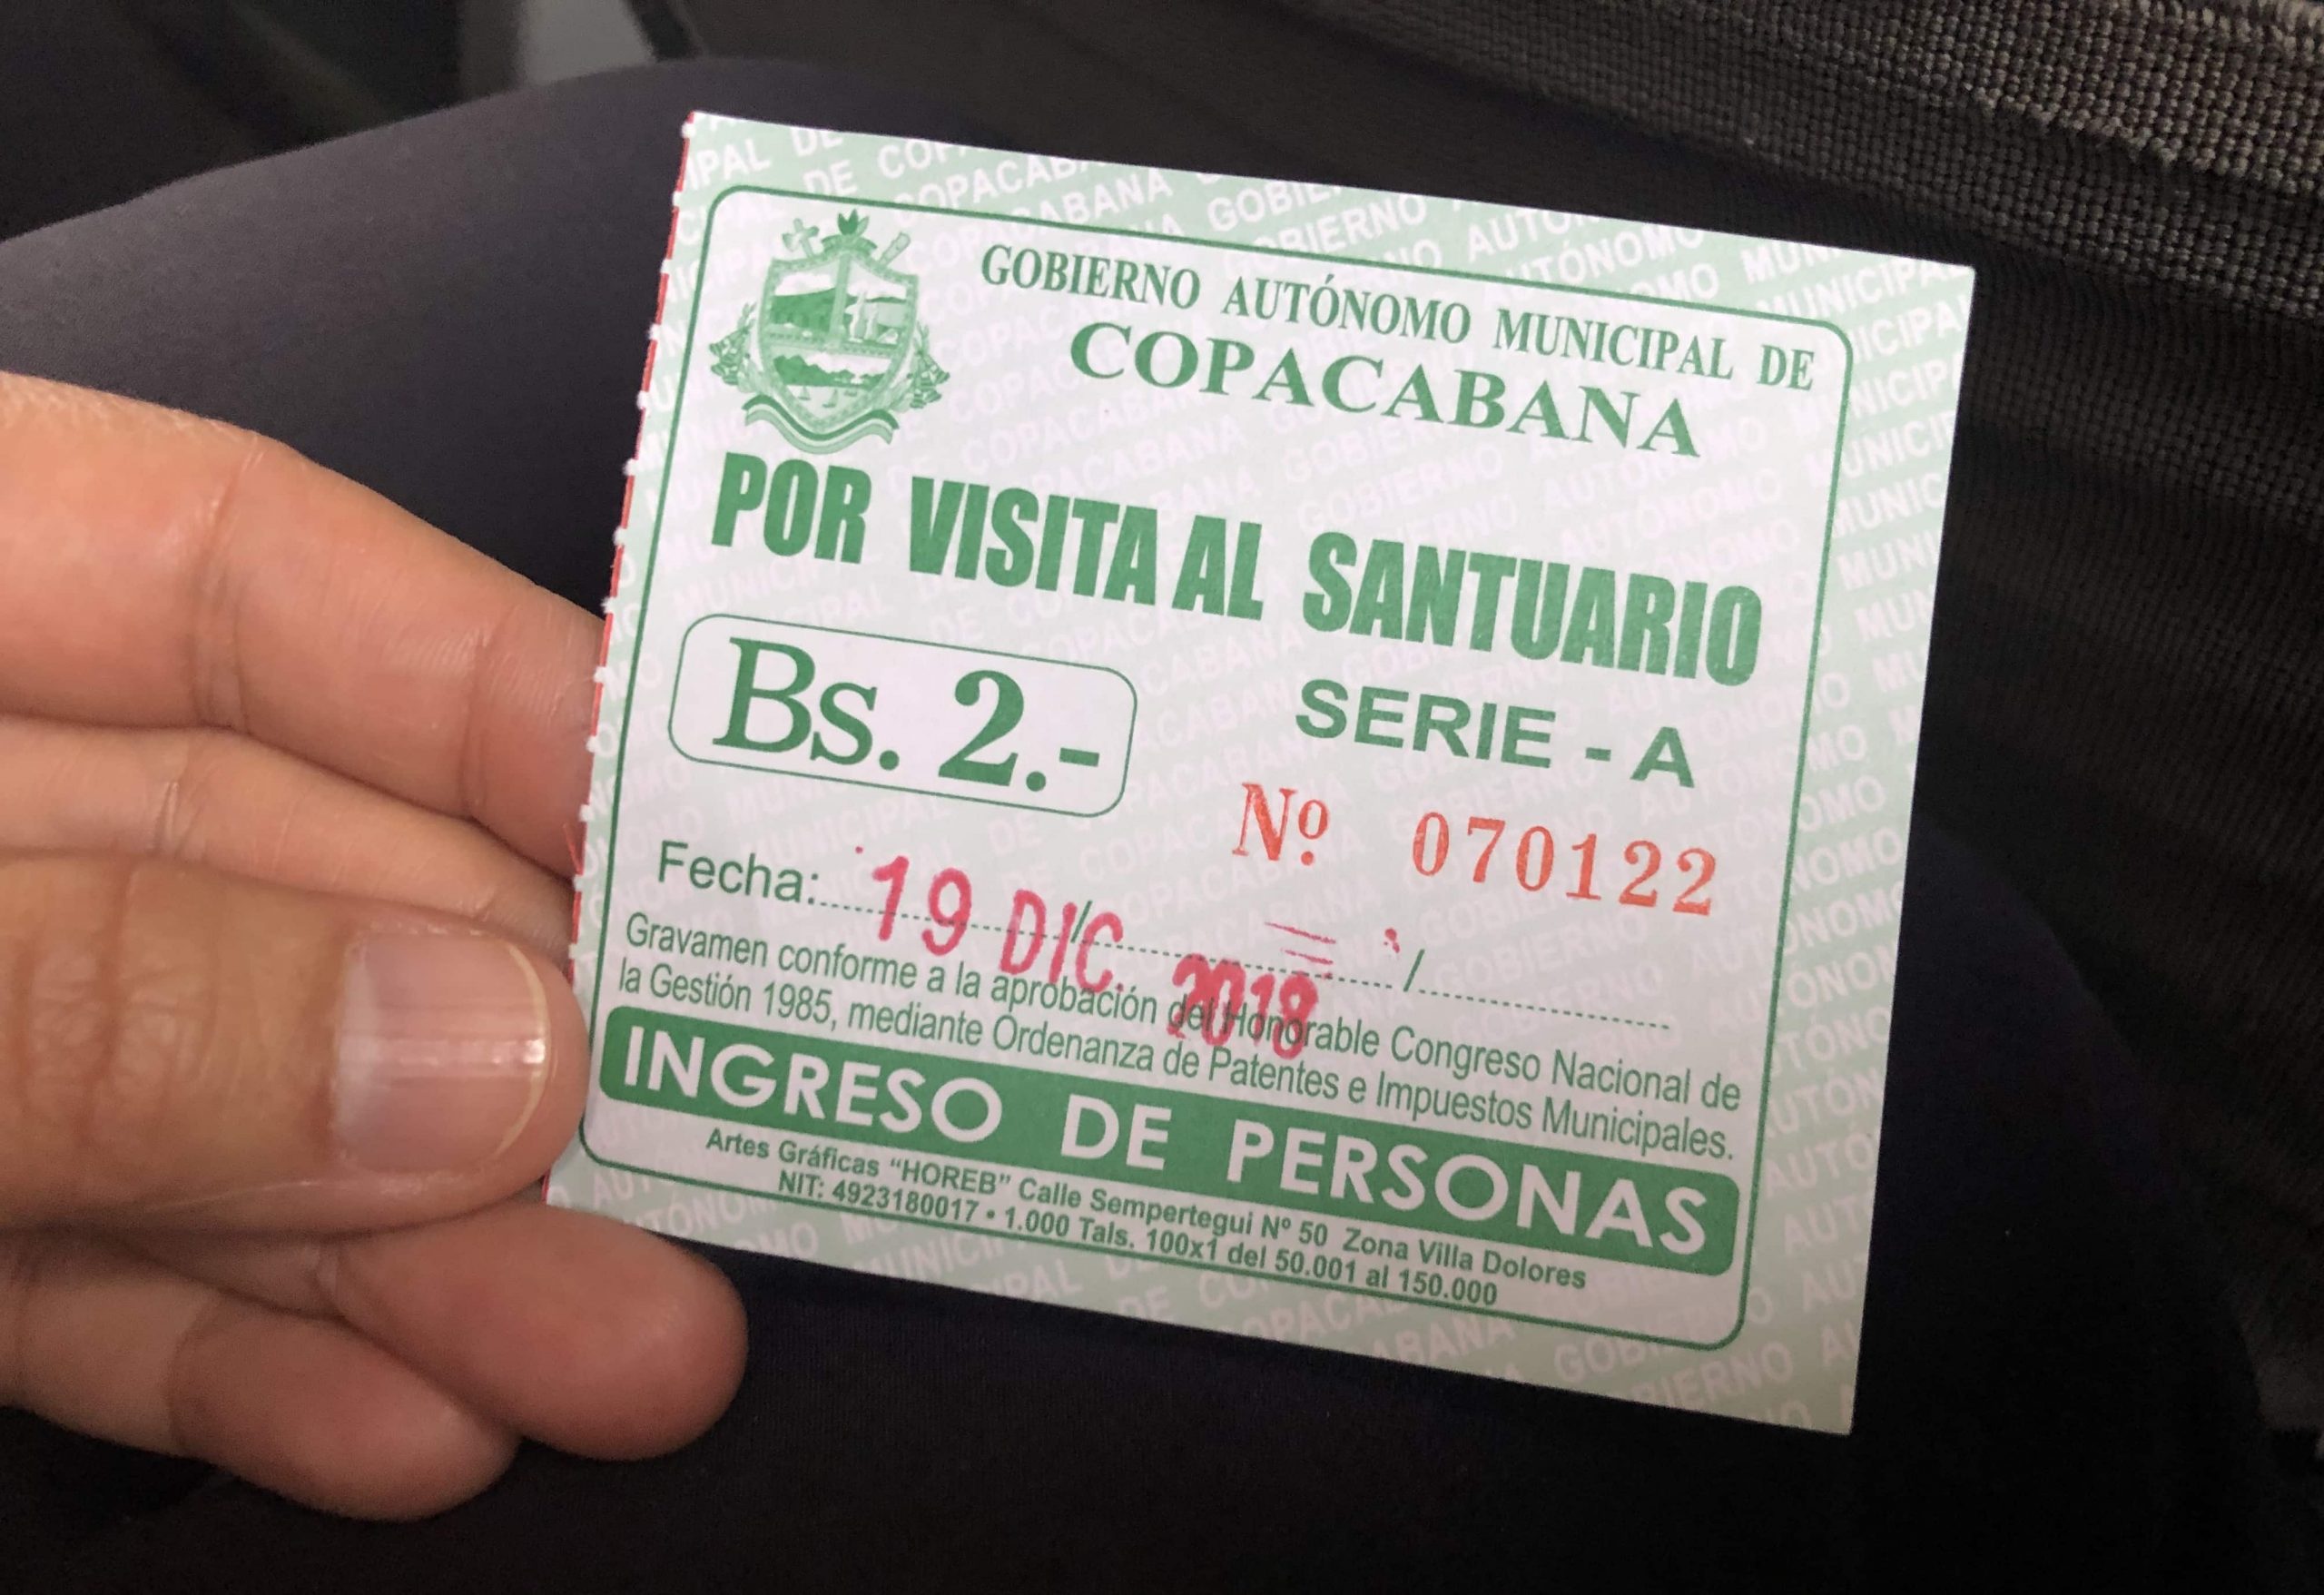 GOBIERNO AUTÓNOMO MUNICIPAL DE
COPACABANA
POR VISITA AL SANTUARIO
Bs. 2.-
SERIE - A
Nº 070122
Fecha: 19 DIC. 2018
Gravamen conforme a la aprobación del Honorable Congreso Nacional de
la Gestión 1985, mediante Ordenanza de Patentes e Impuestos Municipales.
INGRESO DE PERSONAS
Artes Gráficas “HOREB” Calle Sempertegui Nº 50 Zona Villa Dolores
NIT: 4923180017 • 1.000 Tals. 100x1 del 50.001 al 150.000